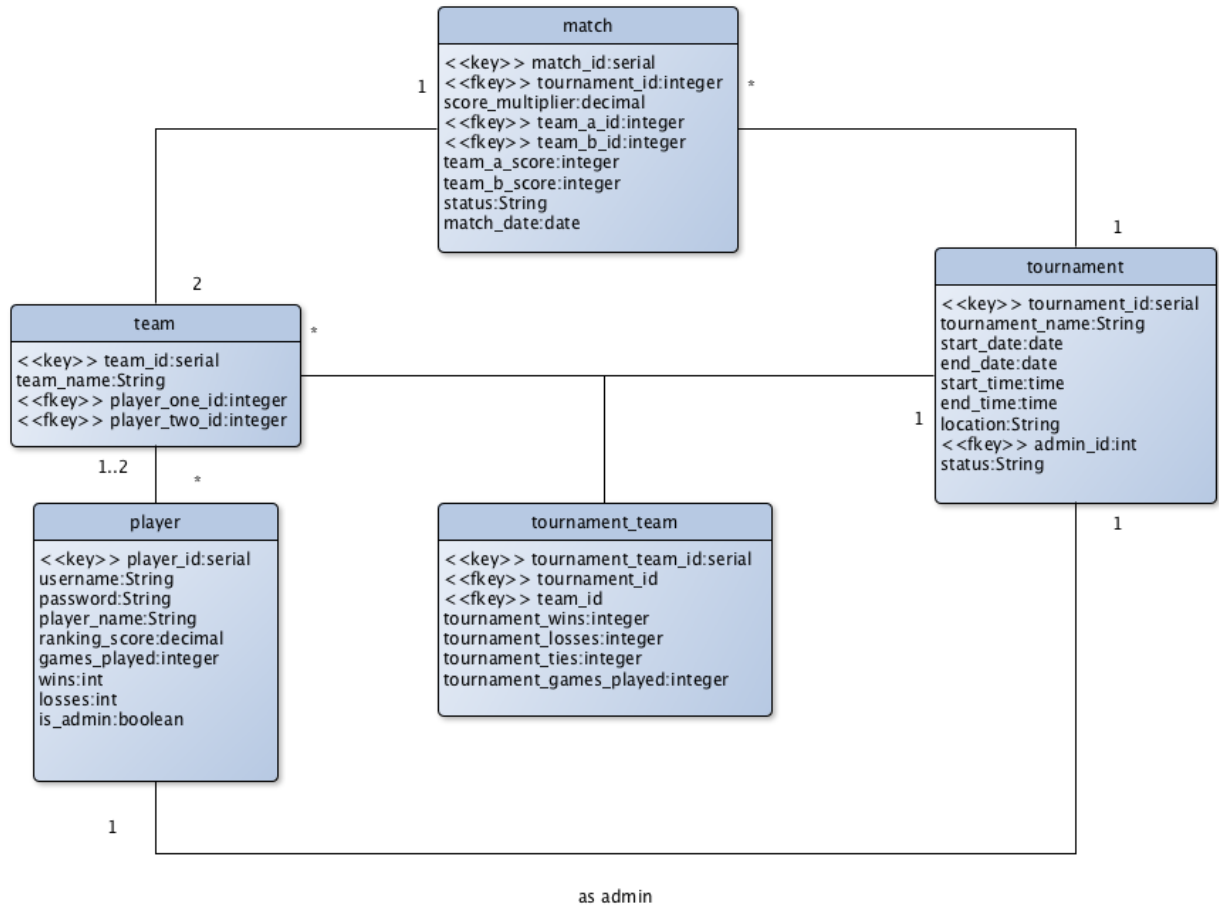 match
<<key>> match_id:serial
<<fkey>> tournament_id:integer
score_multiplier:decimal
<<fkey>> team_a_id:integer
<<fkey>> team_b_id:integer
team_a_score:integer
team_b_score:integer
status:String
match_date:date
1
*
2
1
team
<<key>> team_id:serial
team_name:String
<<fkey>> player_one_id:integer
<<fkey>> player_two_id:integer
*
1
tournament
<<key>> tournament_id:serial
tournament_name:String
start_date:date
end_date:date
start_time:time
end_time:time
location:String
<<fkey>> admin_id:int
status:String
1..2
*
player
<<key>> player_id:serial
username:String
password:String
player_name:String
ranking_score:decimal
games_played:integer
wins:int
losses:int
is_admin:boolean
tournament_team
<<key>> tournament_team_id:serial
<<fkey>> tournament_id
<<fkey>> team_id
tournament_wins:integer
tournament_losses:integer
tournament_ties:integer
tournament_games_played:integer
1
1
as admin